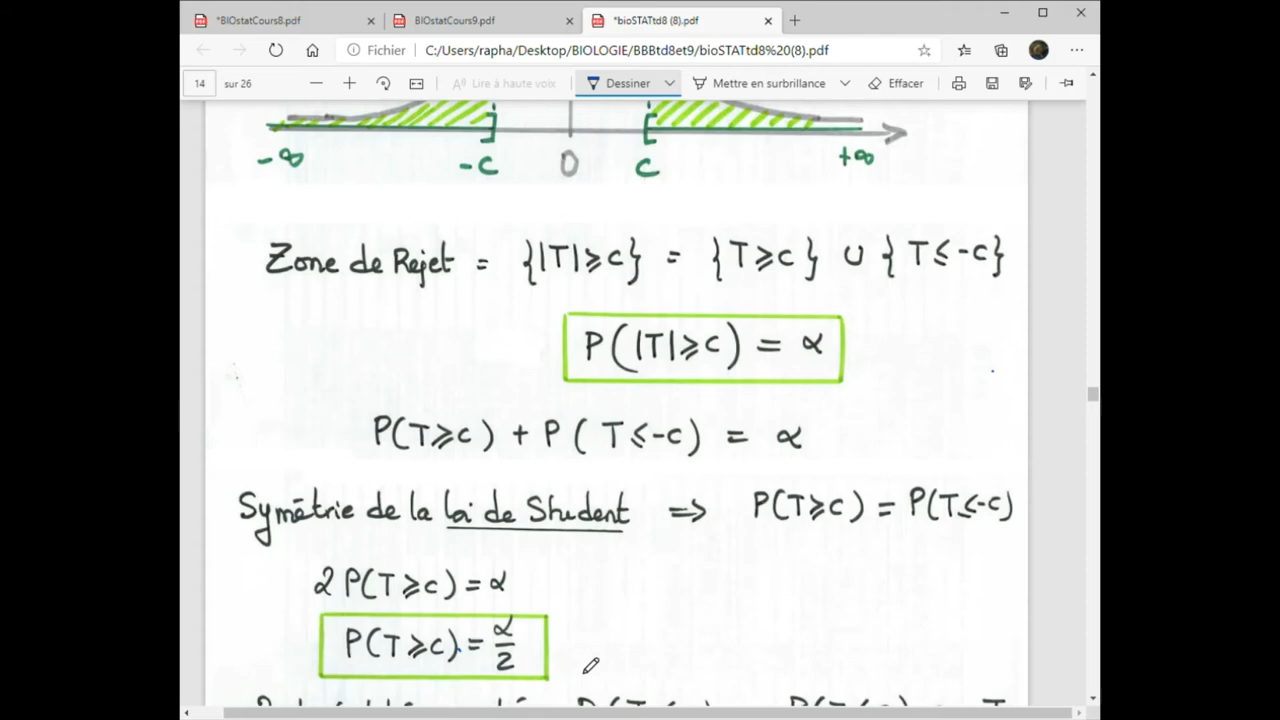 *BIOstatCours8.pdf
BIOstatCours9.pdf
*bioSTATtd8 (8).pdf
Fichier
C:/Users/rapha/Desktop/BIOLOGIE/BBBtd8et9/bioSTATtd8%20(8).pdf
14 sur 26
Lire à haute voix
Dessiner
Mettre en surbrillance
Effacer
-∞ -c 0 c +∞
Zone de Rejet = {|T|⩾c} = {T⩾c} ∪ {T⩽-c}
P(|T|⩾c) = α
P(T⩾c) + P(T⩽-c) = α
Symétrie de la loi de Student ⇒ P(T⩾c) = P(T⩽-c)
2 P(T⩾c) = α
P(T⩾c) = α/2